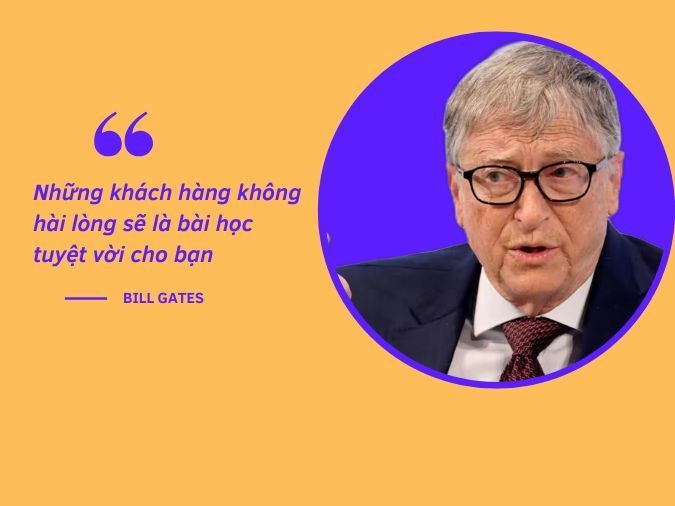 Những khách hàng không
hài lòng sẽ là bài học
tuyệt vời cho bạn
BILL GATES